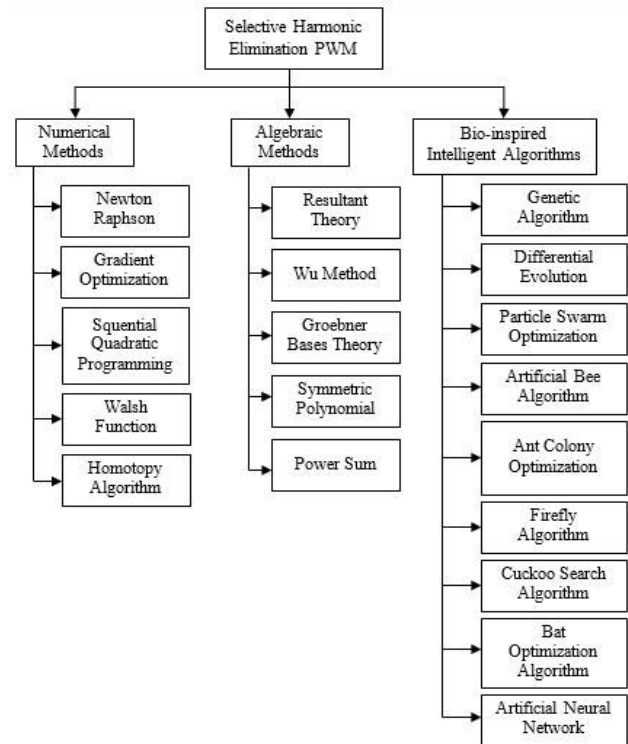 Selective Harmonic
Elimination PWM
Numerical
Methods
Newton
Raphson
Gradient
Optimization
Squential
Quadratic
Programming
Walsh
Function
Homotopy
Algorithm
Algebraic
Methods
Resultant
Theory
Wu Method
Groebner
Bases Theory
Symmetric
Polynomial
Power Sum
Bio-inspired
Intelligent Algorithms
Genetic
Algorithm
Differential
Evolution
Particle Swarm
Optimization
Artificial Bee
Algorithm
Ant Colony
Optimization
Firefly
Algorithm
Cuckoo Search
Algorithm
Bat
Optimization
Algorithm
Artificial Neural
Network